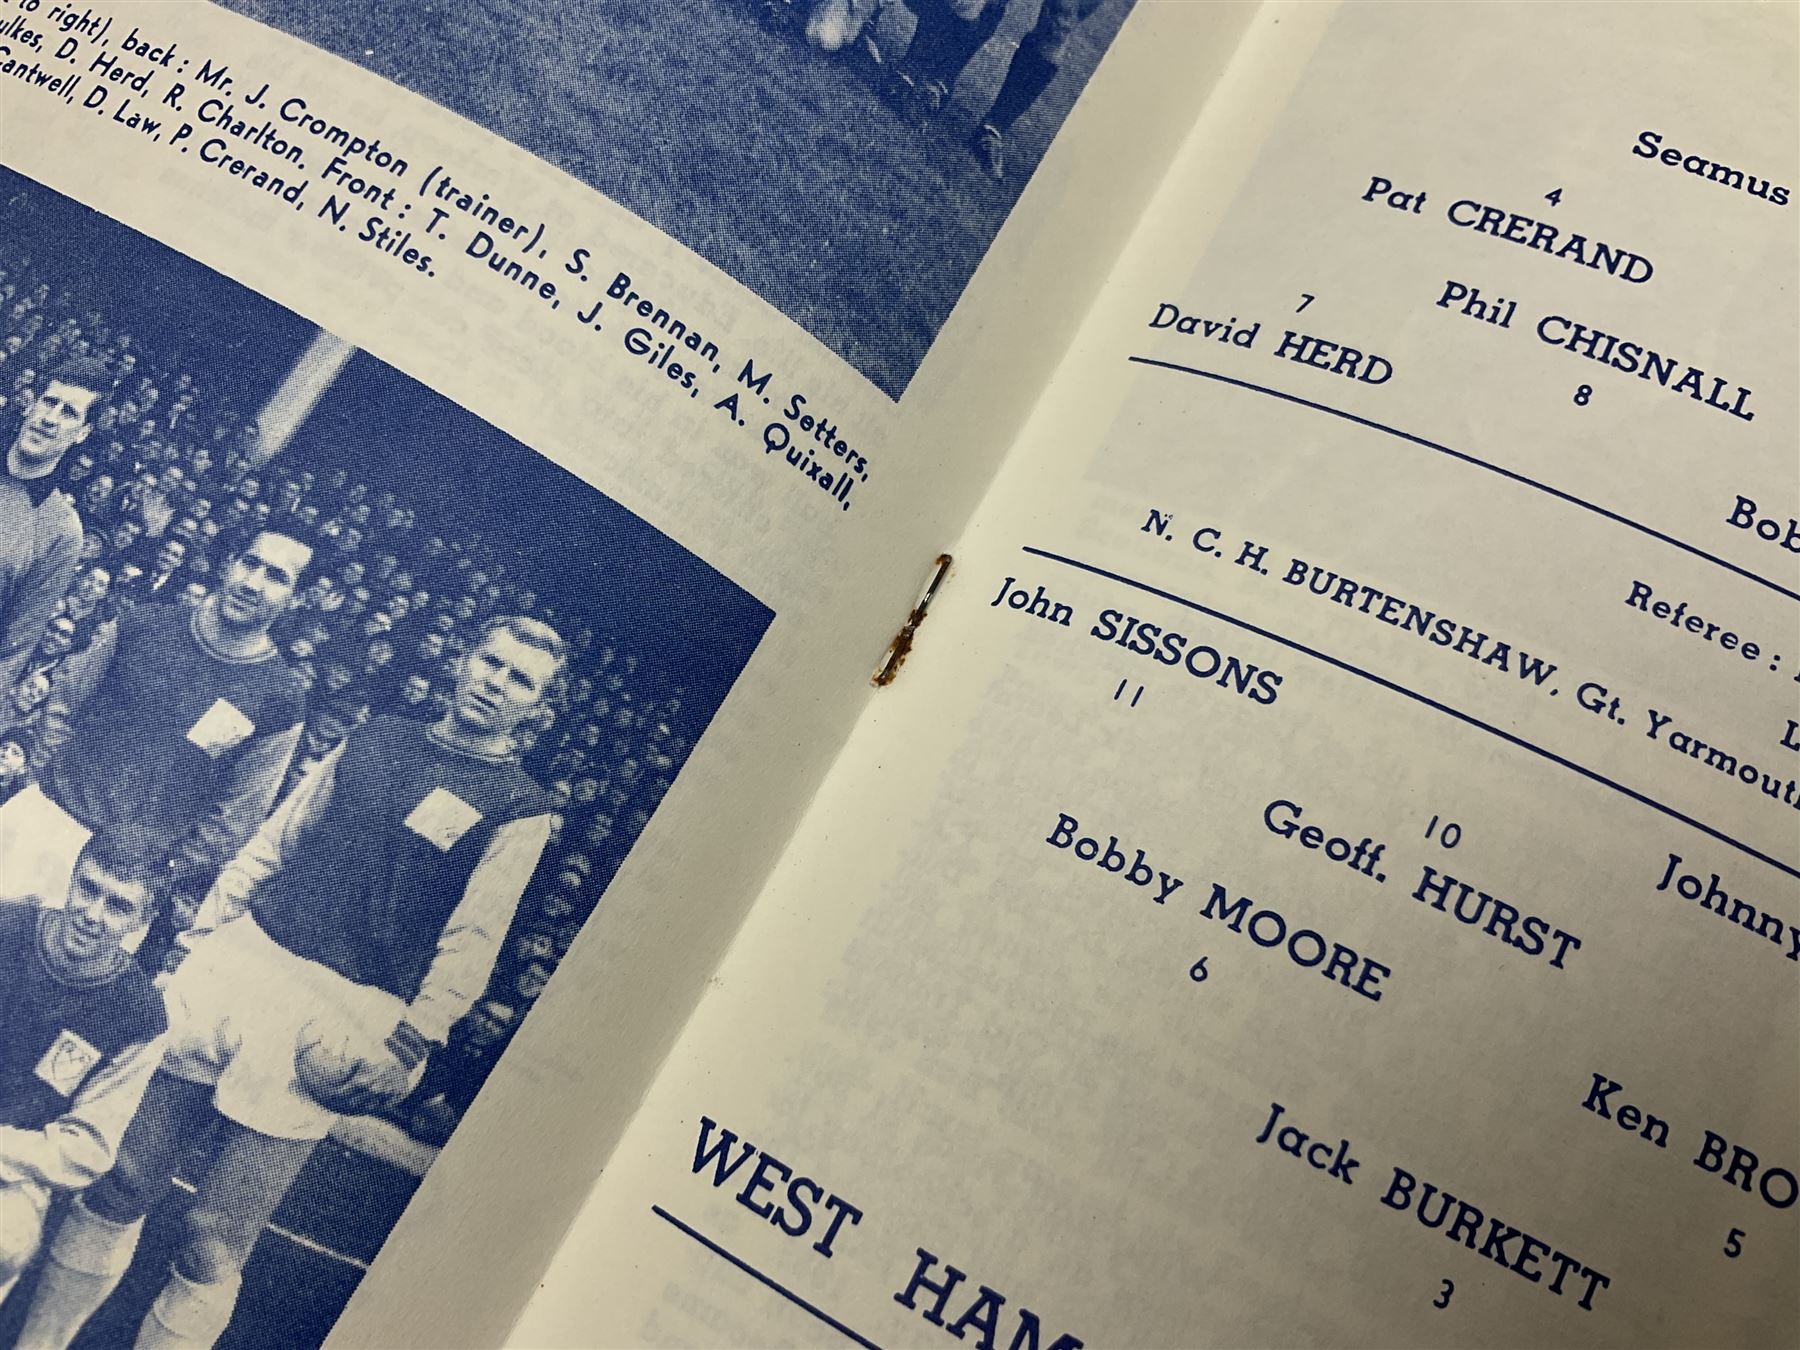 to right), back: Mr. J. Crompton (trainer), S. Brennan, M. Setters,
D. Herd, R. Charlton. Front: T. Dunne, J. Giles, A. Quixall,
Cantwell, D. Law, P. Crerand, N. Stiles.
Seamus
4
Pat CRERAND
Phil CHISNALL
8
7
David HERD
Bob
Referee:
N. C. H. BURTENSHAW, Gt. Yarmouth
John SISSONS
11
10
Geoff. HURST
Johnny
Bobby MOORE
6
Ken BRO
5
Jack BURKETT
3
WEST HAM